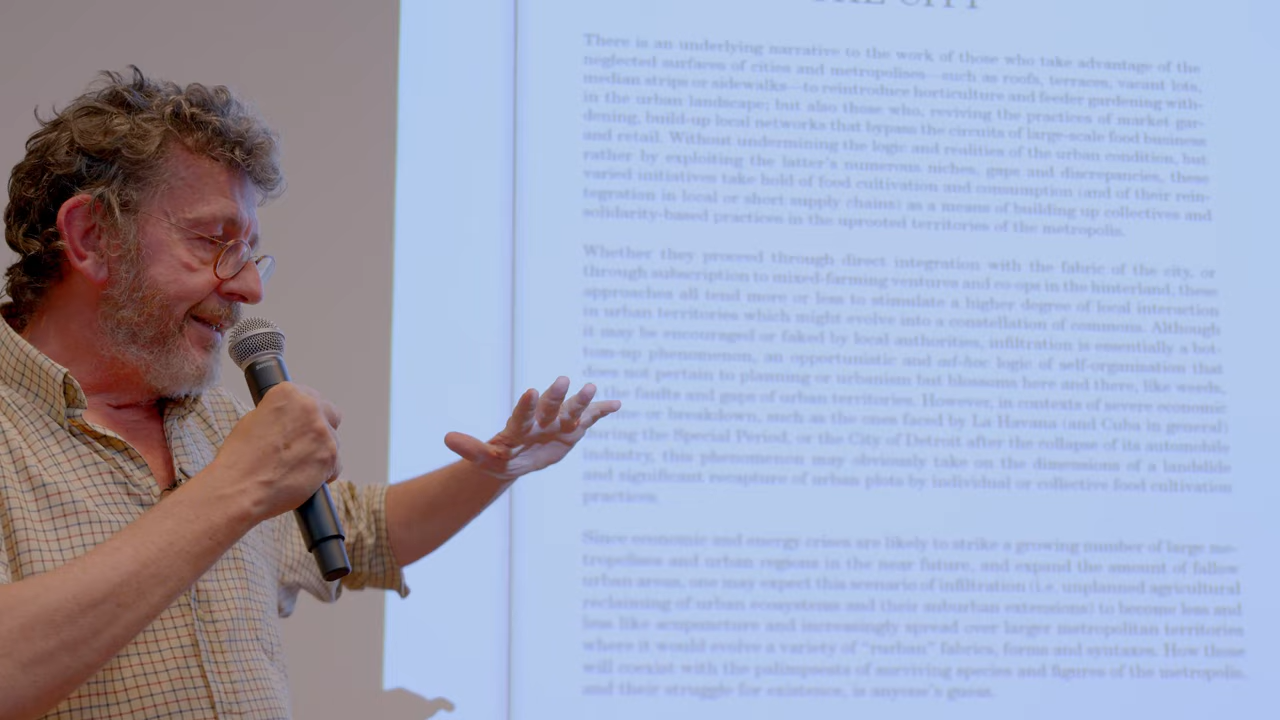 THE CITY
There is an underlying narrative to the work of those who take advantage of the
neglected surfaces of cities and metropolises—such as roofs, terraces, vacant lots,
median strips or sidewalks—to reintroduce horticulture and feeder gardening with-
in the urban landscape; but also those who, reviving the practices of market gar-
dening, build-up local networks that bypass the circuits of large-scale food business
and retail. Without undermining the logic and realities of the urban condition, but
rather by exploiting the latter's numerous niches, gaps and discrepancies, these
varied initiatives take hold of food cultivation and consumption (and of their rein-
tegration in local or short supply chains) as a means of building up collectives and
solidarity-based practices in the uprooted territories of the metropolis.
Whether they proceed through direct integration with the fabric of the city, or
through subscription to mixed-farming ventures and co-ops in the hinterland, these
approaches all tend more or less to stimulate a higher degree of local interaction
in urban territories which might evolve into a constellation of commons. Although
it may be encouraged or faked by local authorities, infiltration is essentially a bot-
tom-up phenomenon, an opportunistic and ad-hoc logic of self-organisation that
does not pertain to planning or urbanism but blossoms here and there, like weeds,
the faults and gaps of urban territories. However, in contexts of severe economic
or breakdown, such as the ones faced by La Havana (and Cuba in general)
during the Special Period, or the City of Detroit after the collapse of its automobile
industry, this phenomenon may obviously take on the dimensions of a landslide
and significant recapture of urban plots by individual or collective food cultivation
practices.
Since economic and energy crises are likely to strike a growing number of large me-
tropolises and urban regions in the near future, and expand the amount of fallow
urban areas, one may expect this scenario of infiltration (i.e. unplanned agricultural
reclaiming of urban ecosystems and their suburban extensions) to become less and
less like acupuncture and increasingly spread over larger metropolitan territories
where it would evolve a variety of "rurban" fabrics, forms and syntaxes. How these
will coexist with the palimpsests of surviving species and figures of the metropolis,
and their struggle for existence, is anyone's guess.